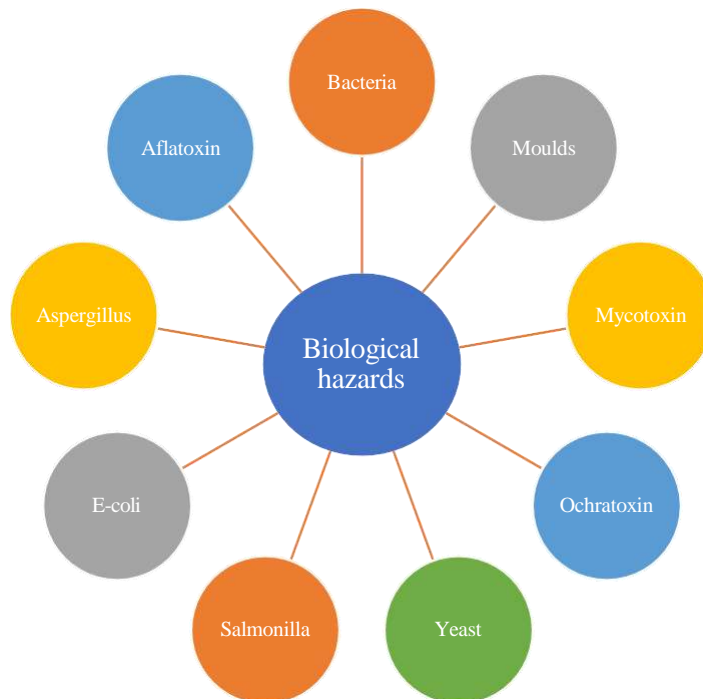 Bacteria
Aflatoxin
Moulds
Aspergillus
Mycotoxin
Biological
hazards
E-coli
Ochratoxin
Salmonilla
Yeast